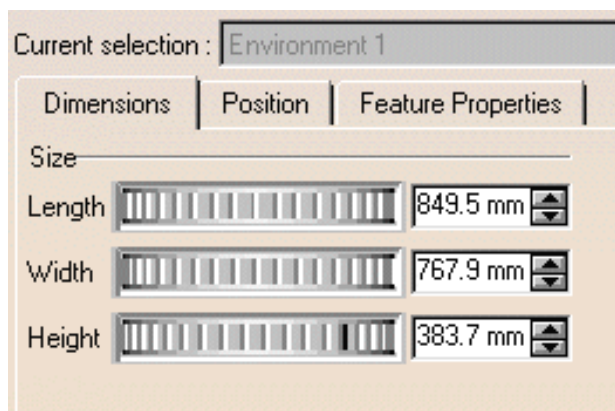 Current selection : Environment 1
Dimensions Position Feature Properties
Size
Length 849.5 mm
Width 767.9 mm
Height 383.7 mm